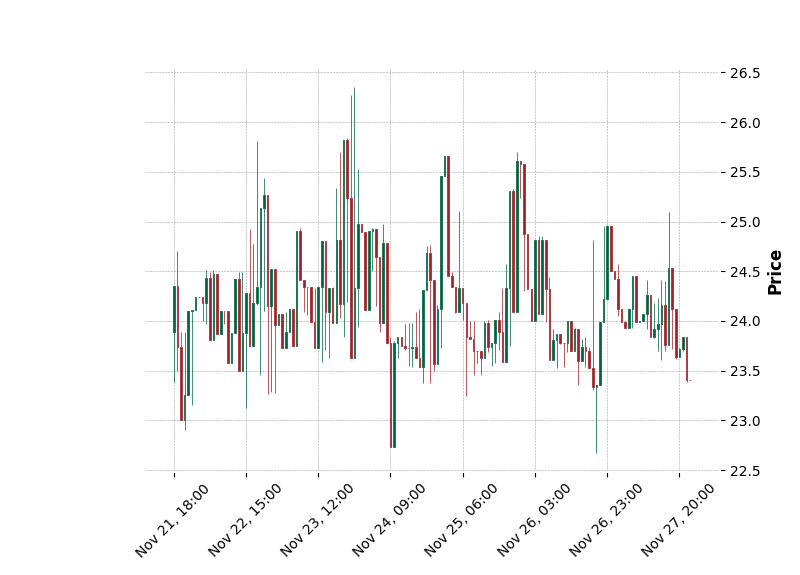 26.5
26.0
25.5
25.0
24.5
24.0
23.5
23.0
22.5
Price
Nov 21, 18:00
Nov 22, 15:00
Nov 23, 12:00
Nov 24, 09:00
Nov 25, 06:00
Nov 26, 03:00
Nov 26, 23:00
Nov 27, 20:00